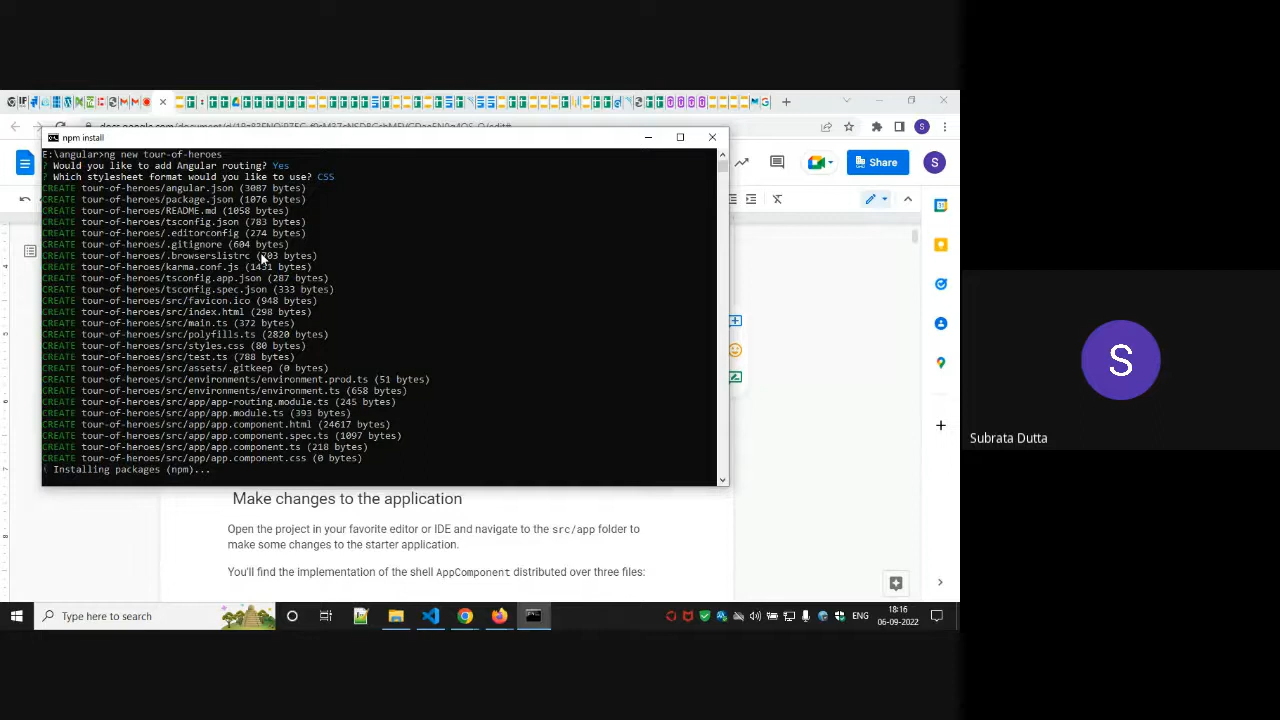 npm install
E:\angular>ng new tour-of-heroes
? Would you like to add Angular routing? Yes
? Which stylesheet format would you like to use? CSS
CREATE tour-of-heroes/angular.json (3087 bytes)
CREATE tour-of-heroes/package.json (1076 bytes)
CREATE tour-of-heroes/README.md (1058 bytes)
CREATE tour-of-heroes/tsconfig.json (783 bytes)
CREATE tour-of-heroes/.editorconfig (274 bytes)
CREATE tour-of-heroes/.gitignore (604 bytes)
CREATE tour-of-heroes/.browserslistrc (703 bytes)
CREATE tour-of-heroes/karma.conf.js (1431 bytes)
CREATE tour-of-heroes/tsconfig.app.json (287 bytes)
CREATE tour-of-heroes/tsconfig.spec.json (333 bytes)
CREATE tour-of-heroes/src/favicon.ico (948 bytes)
CREATE tour-of-heroes/src/index.html (298 bytes)
CREATE tour-of-heroes/src/main.ts (372 bytes)
CREATE tour-of-heroes/src/polyfills.ts (2820 bytes)
CREATE tour-of-heroes/src/styles.css (80 bytes)
CREATE tour-of-heroes/src/test.ts (788 bytes)
CREATE tour-of-heroes/src/assets/.gitkeep (0 bytes)
CREATE tour-of-heroes/src/environments/environment.prod.ts (51 bytes)
CREATE tour-of-heroes/src/environments/environment.ts (658 bytes)
CREATE tour-of-heroes/src/app/app-routing.module.ts (245 bytes)
CREATE tour-of-heroes/src/app/app.module.ts (393 bytes)
CREATE tour-of-heroes/src/app/app.component.html (24617 bytes)
CREATE tour-of-heroes/src/app/app.component.spec.ts (1097 bytes)
CREATE tour-of-heroes/src/app/app.component.ts (218 bytes)
CREATE tour-of-heroes/src/app/app.component.css (0 bytes)
Installing packages (npm)...
Share
S
Make changes to the application
Open the project in your favorite editor or IDE and navigate to the src/app folder to
make some changes to the starter application.
You'll find the implementation of the shell AppComponent distributed over three files:
Type here to search
ENG
18:16
06-09-2022
S
Subrata Dutta